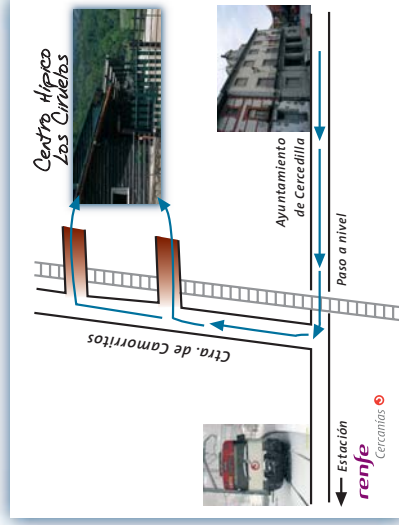 Centro Hípico
Los Ciruelos
Ayuntamiento
de Cercedilla
Paso a nivel
Ctra. de Camorritos
Estación
renfe
Cercanías